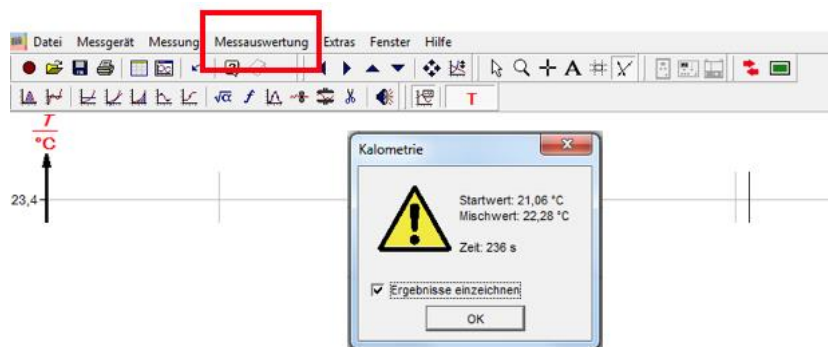 Datei Messgerät Messung Messauswertung Extras Fenster Hilfe
A
√α f T
T
°C
23,4
Kalometrie
Startwert: 21,06 °C
Mischwert: 22,28 °C
Zeit: 236 s
Ergebnisse einzeichnen
OK